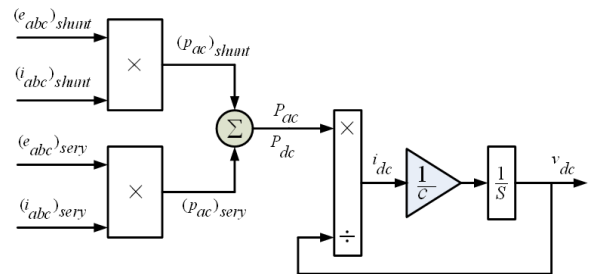 (e_abc)_shunt
×
(i_abc)_shunt
(p_ac)_shunt
Σ
P_ac
P_dc
(e_abc)_sery
×
(i_abc)_sery
(p_ac)_sery
×
÷
i_dc
1/c
1/S
v_dc